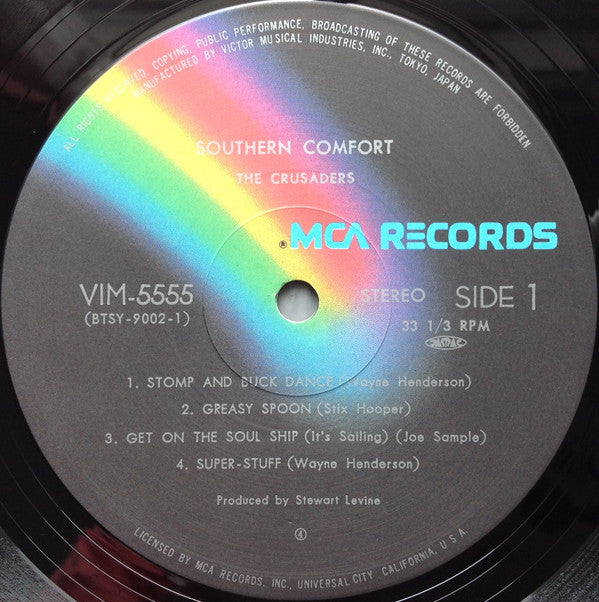 ALL RIGHTS RESERVED. COPYING, PUBLIC PERFORMANCE, BROADCASTING OF THESE RECORDS ARE FORBIDDEN.
MANUFACTURED BY VICTOR MUSICAL INDUSTRIES, INC., TOKYO, JAPAN
SOUTHERN COMFORT
THE CRUSADERS
® MCA RECORDS
VIM-5555
(BTSY-9002-1)
STEREO SIDE 1
33 1/3 RPM
JASRAC
1. STOMP AND BUCK DANCE (Wayne Henderson)
2. GREASY SPOON (Stix Hooper)
3. GET ON THE SOUL SHIP (It's Sailing) (Joe Sample)
4. SUPER-STUFF (Wayne Henderson)
Produced by Stewart Levine
④
LICENSED BY MCA RECORDS, INC., UNIVERSAL CITY, CALIFORNIA, U.S.A.